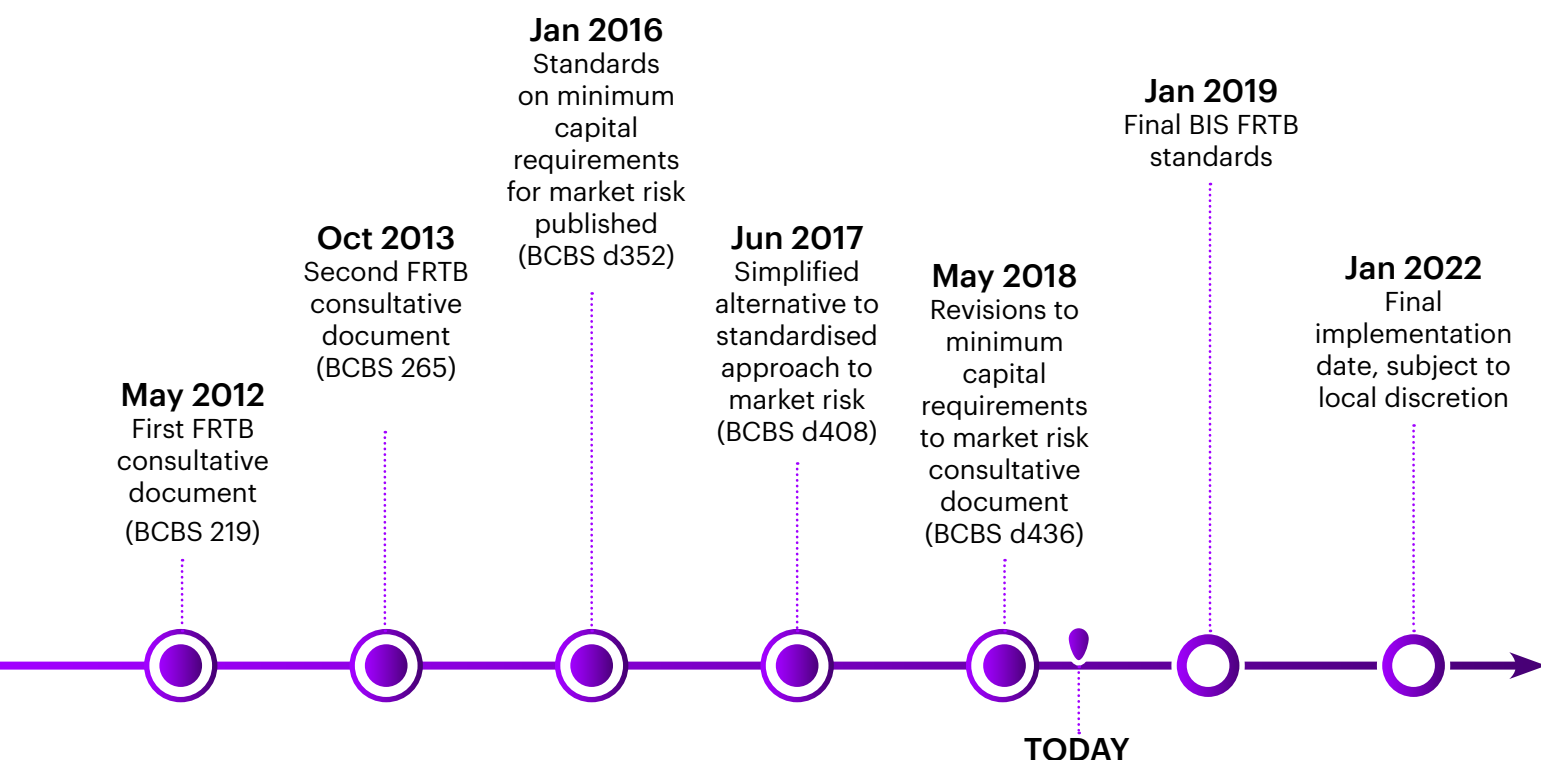 May 2012
First FRTB
consultative
document
(BCBS 219)
Oct 2013
Second FRTB
consultative
document
(BCBS 265)
Jan 2016
Standards
on minimum
capital
requirements
for market risk
published
(BCBS d352)
Jun 2017
Simplified
alternative to
standardised
approach to
market risk
(BCBS d408)
May 2018
Revisions to
minimum
capital
requirements
to market risk
consultative
document
(BCBS d436)
TODAY
Jan 2019
Final BIS FRTB
standards
Jan 2022
Final
implementation
date, subject to
local discretion